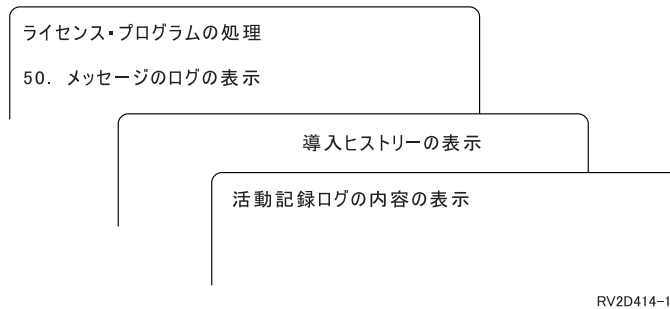 ライセンス・プログラムの処理
50. メッセージのログの表示
導入ヒストリーの表示
活動記録ログの内容の表示
RV2D414-1